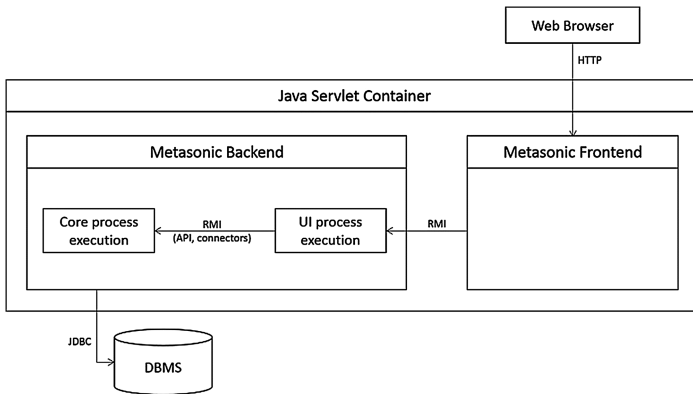 Web Browser
HTTP
Java Servlet Container
Metasonic Backend
Metasonic Frontend
Core process
execution
RMI
(API, connectors)
UI process
execution
RMI
JDBC
DBMS